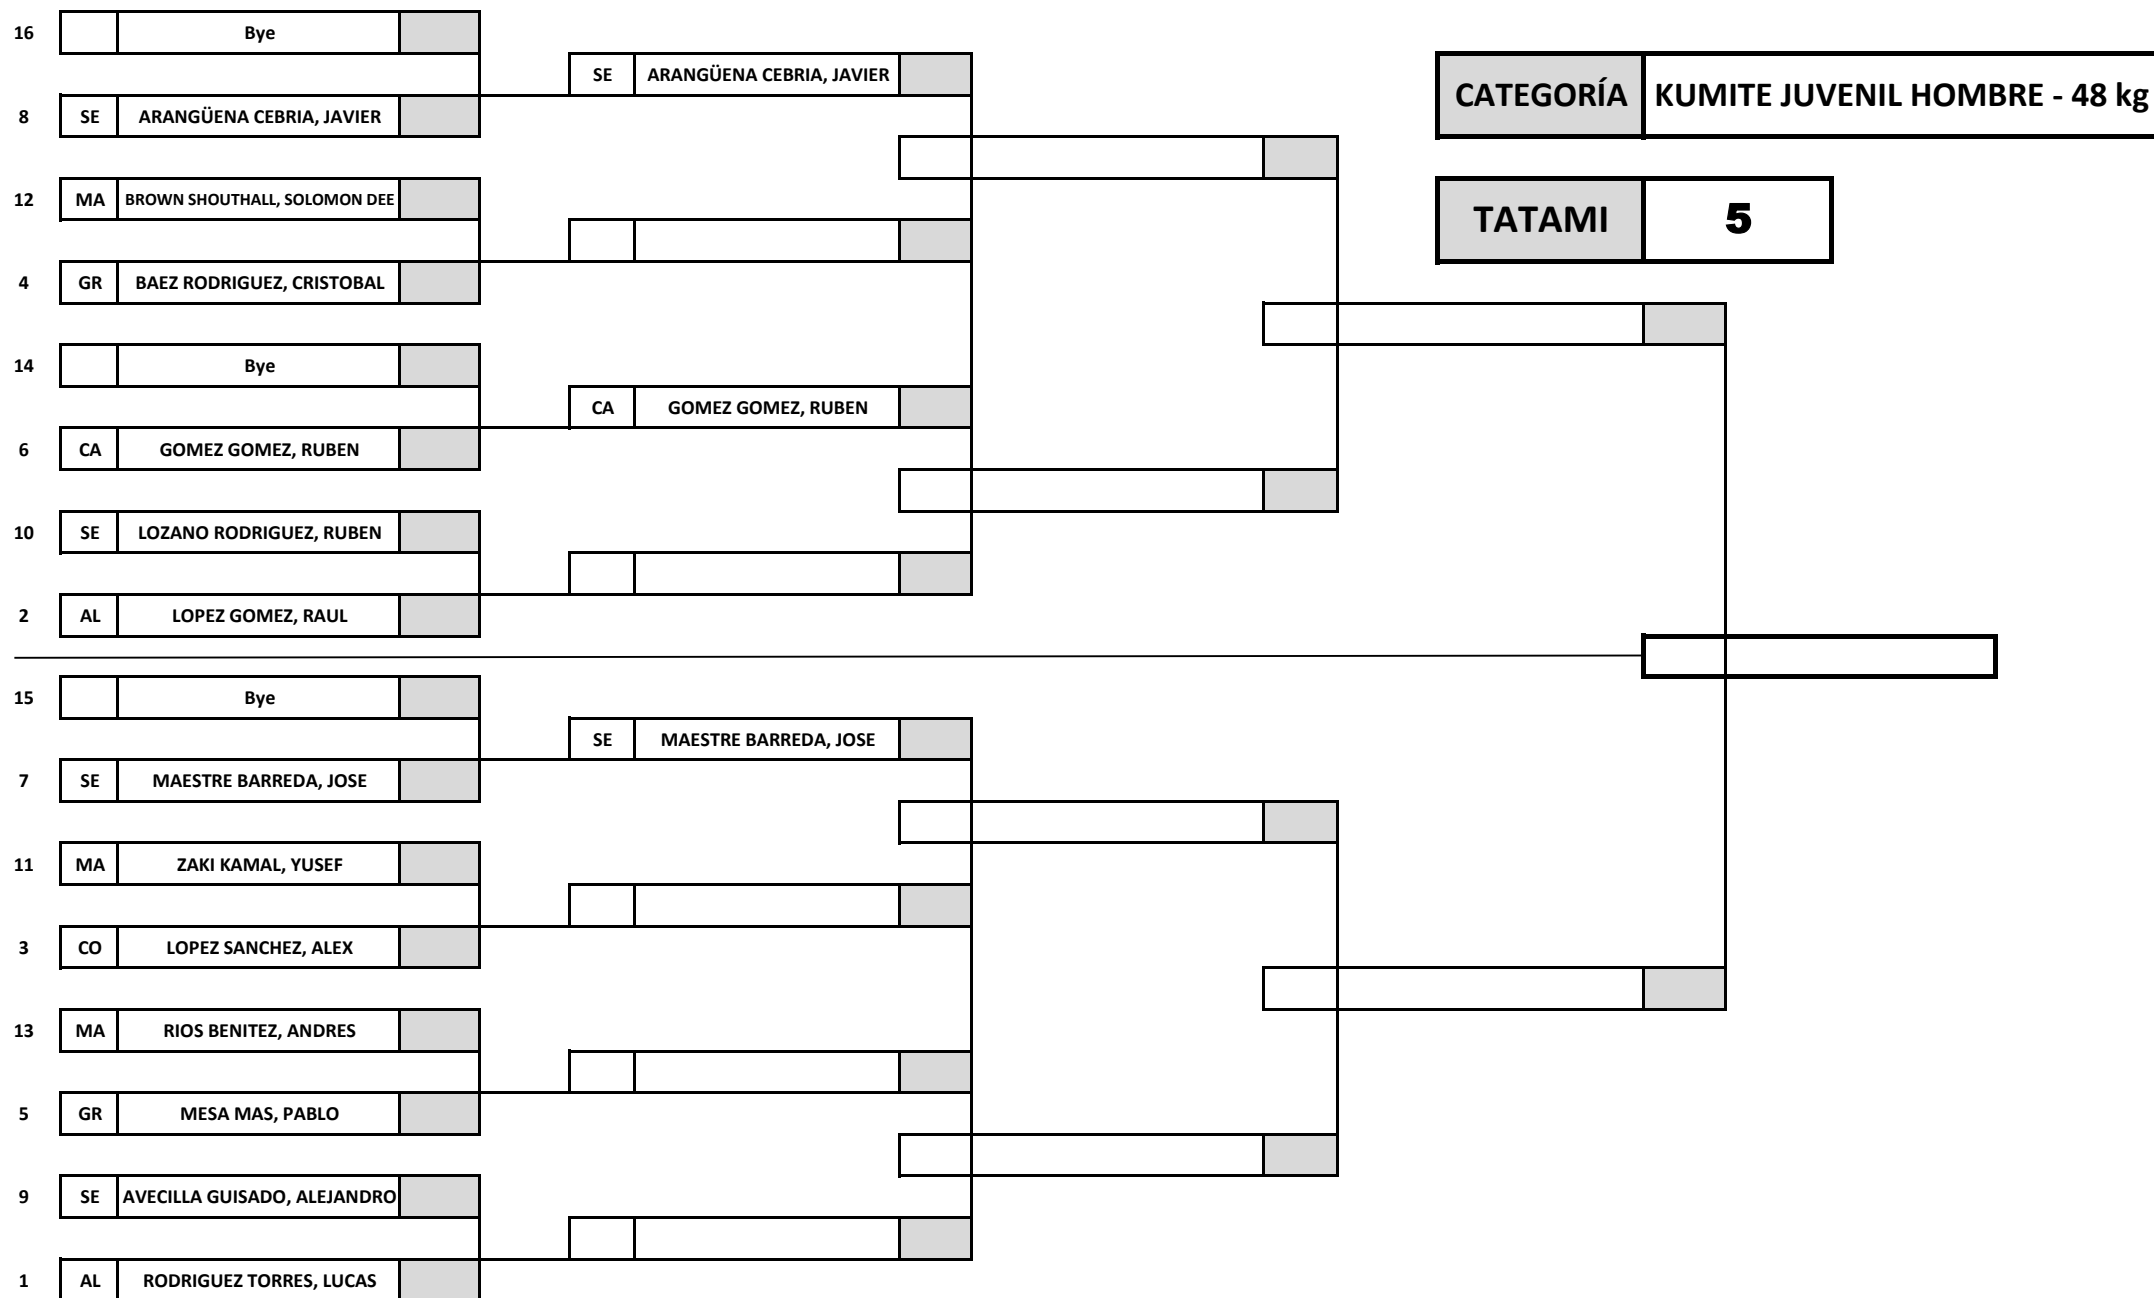 16 Bye
SE ARANGÜENA CEBRIA, JAVIER
CATEGORÍA KUMITE JUVENIL HOMBRE - 48 kg
8 SE ARANGÜENA CEBRIA, JAVIER
12 MA BROWN SHOUTHALL, SOLOMON DEE
TATAMI 5
4 GR BAEZ RODRIGUEZ, CRISTOBAL
14 Bye
CA GOMEZ GOMEZ, RUBEN
6 CA GOMEZ GOMEZ, RUBEN
10 SE LOZANO RODRIGUEZ, RUBEN
2 AL LOPEZ GOMEZ, RAUL
15 Bye
SE MAESTRE BARREDA, JOSE
7 SE MAESTRE BARREDA, JOSE
11 MA ZAKI KAMAL, YUSEF
3 CO LOPEZ SANCHEZ, ALEX
13 MA RIOS BENITEZ, ANDRES
5 GR MESA MAS, PABLO
9 SE AVECILLA GUISADO, ALEJANDRO
1 AL RODRIGUEZ TORRES, LUCAS